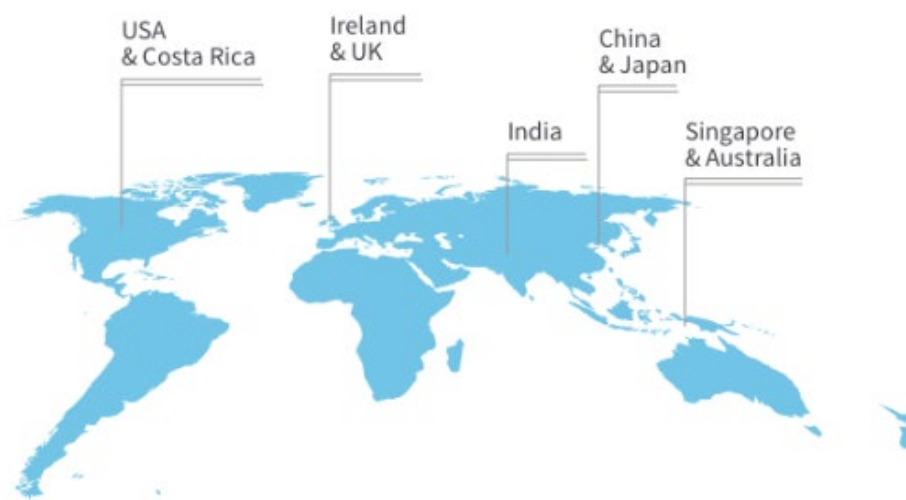 USA
& Costa Rica
Ireland
& UK
China
& Japan
India
Singapore
& Australia